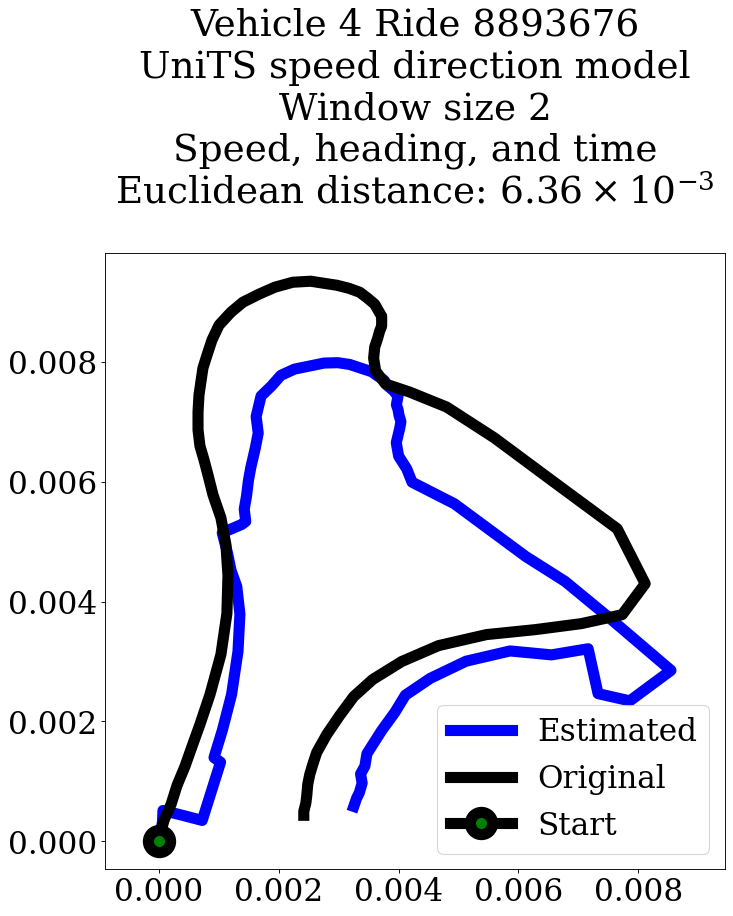 Vehicle 4 Ride 8893676
UniTS speed direction model
Window size 2
Speed, heading, and time
Euclidean distance: 6.36 × 10⁻³
0.008
0.006
0.004
0.002
0.000
Estimated
Original
Start
0.000 0.002 0.004 0.006 0.008